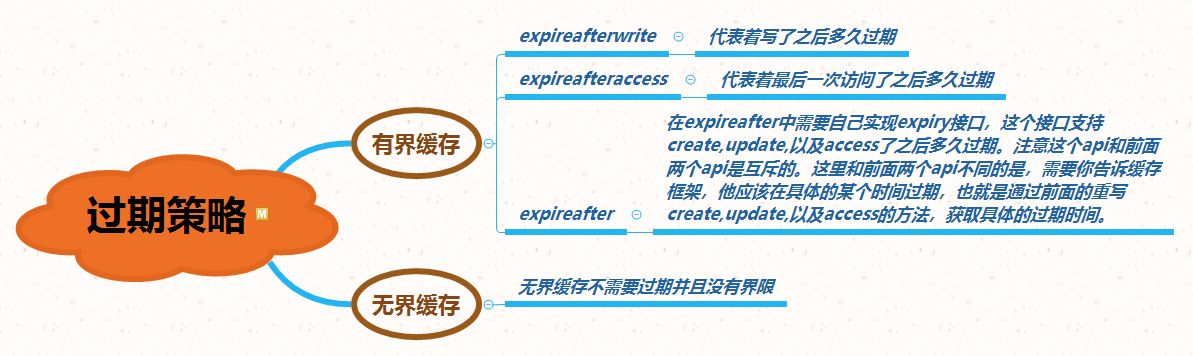 过期策略
M
有界缓存
expireafterwrite
代表着写了之后多久过期
expireafteraccess
代表着最后一次访问了之后多久过期
expireafter
在expireafter中需要自己实现expiry接口，这个接口支持
create,update,以及access了之后多久过期。注意这个api和前面
两个api是互斥的。这里和前面两个api不同的是，需要你告诉缓存
框架，他应该在具体的某个时间过期，也就是通过前面的重写
create,update,以及access的方法，获取具体的过期时间。
无界缓存
无界缓存不需要过期并且没有界限